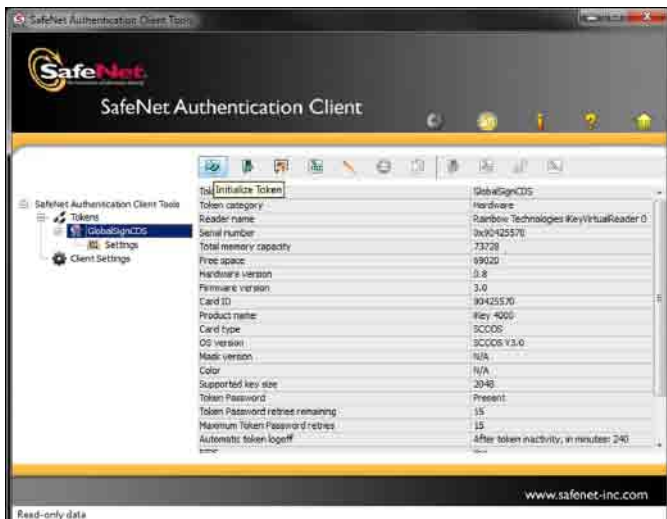 SafeNet Authentication Client Tools
SafeNet.
SafeNet Authentication Client
SafeNet Authentication Client Tools
Tokens
GlobalSignCDS
Settings
Client Settings
Initialize Token
GlobalSignCDS
Token category Hardware
Reader name Rainbow Technologies iKeyVirtualReader 0
Serial number 0x90425570
Total memory capacity 73728
Free space 69020
Hardware version 0.8
Firmware version 3.0
Card ID 90425570
Product name iKey 4000
Card type SCCOS
OS version SCCOS V3.0
Mask version N/A
Color N/A
Supported key size 2048
Token Password Present
Token Password retries remaining 15
Maximum Token Password retries 15
Automatic token logoff After token inactivity, in minutes: 240
www.safenet-inc.com
Read-only data